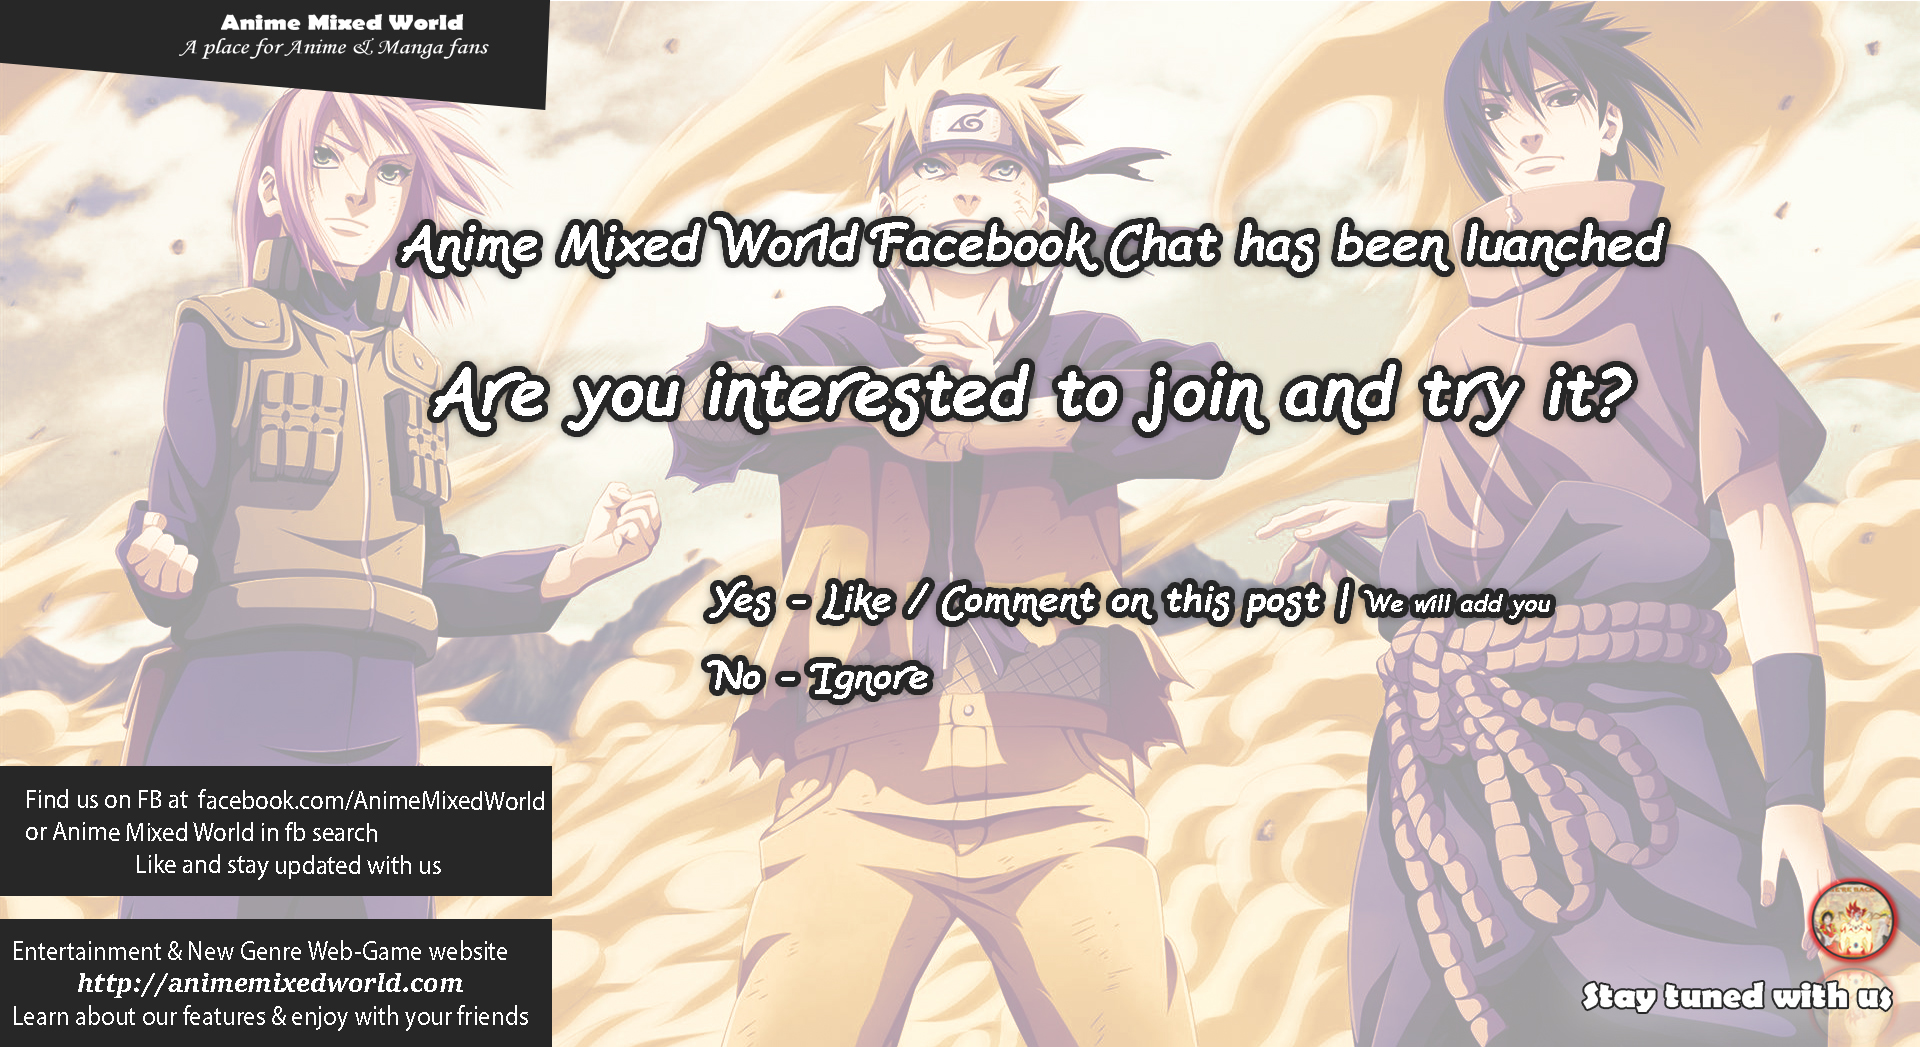 Anime Mixed World
A place for Anime & Manga fans
Anime Mixed World Facebook Chat has been luanched
Are you interested to join and try it?
Yes - Like / Comment on this post | We will add you
No - Ignore
Find us on FB at facebook.com/AnimeMixedWorld
or Anime Mixed World in fb search
Like and stay updated with us
Entertainment & New Genre Web-Game website
http://animemixedworld.com
Learn about our features & enjoy with your friends
Stay tuned with us